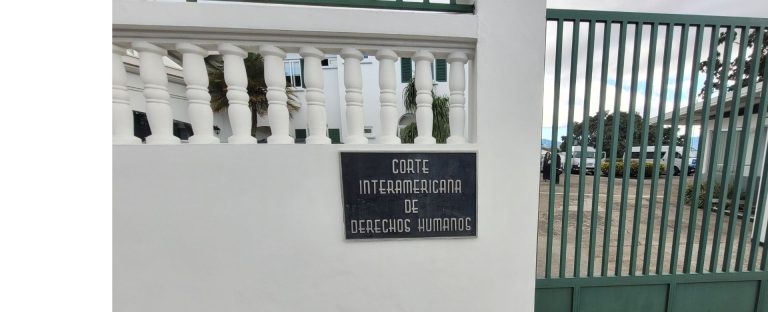 CORTE
INTERAMERICANA
DE
DERECHOS HUMANOS